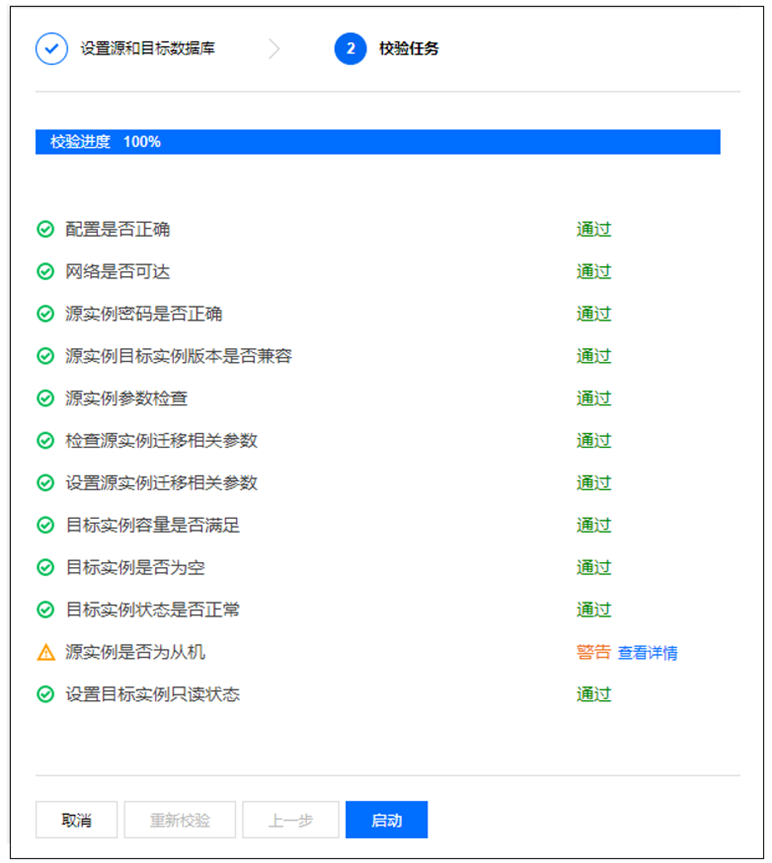 设置源和目标数据库 2 校验任务
校验进度 100%
配置是否正确 通过
网络是否可达 通过
源实例密码是否正确 通过
源实例目标实例版本是否兼容 通过
源实例参数检查 通过
检查源实例迁移相关参数 通过
设置源实例迁移相关参数 通过
目标实例容量是否满足 通过
目标实例是否为空 通过
目标实例状态是否正常 通过
源实例是否为从机 警告 查看详情
设置目标实例只读状态 通过
取消 重新校验 上一步 启动